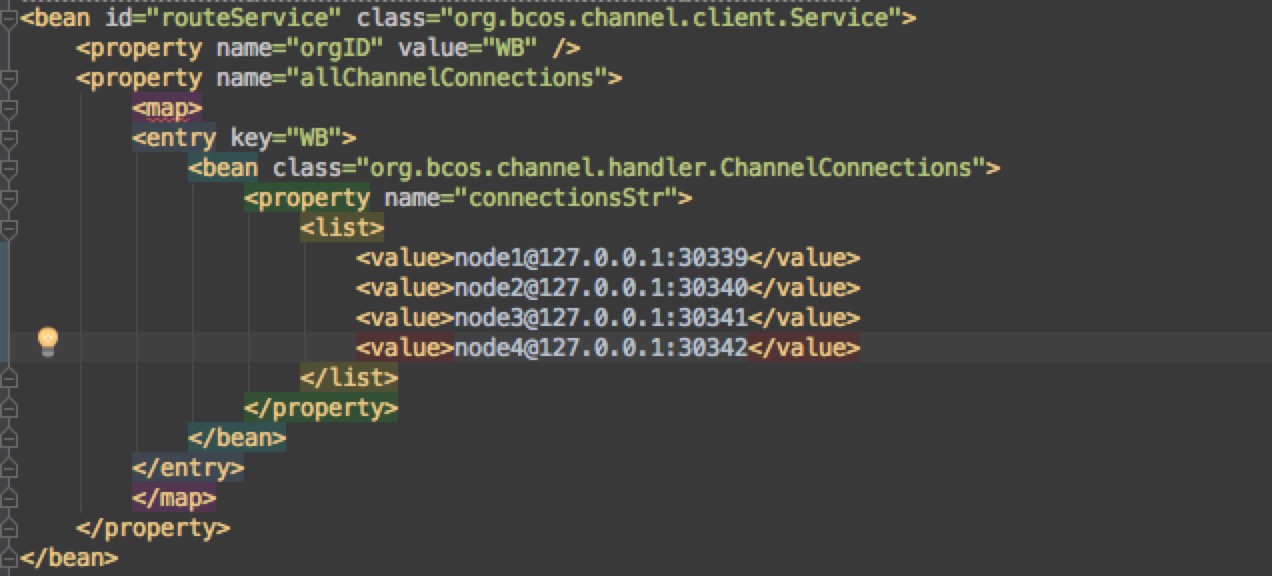 <bean id="routeService" class="org.bcos.channel.client.Service">
<property name="orgID" value="WB" />
<property name="allChannelConnections">
<map>
<entry key="WB">
<bean class="org.bcos.channel.handler.ChannelConnections">
<property name="connectionsStr">
<list>
<value>node1@127.0.0.1:30339</value>
<value>node2@127.0.0.1:30340</value>
<value>node3@127.0.0.1:30341</value>
<value>node4@127.0.0.1:30342</value>
</list>
</property>
</bean>
</entry>
</map>
</property>
</bean>